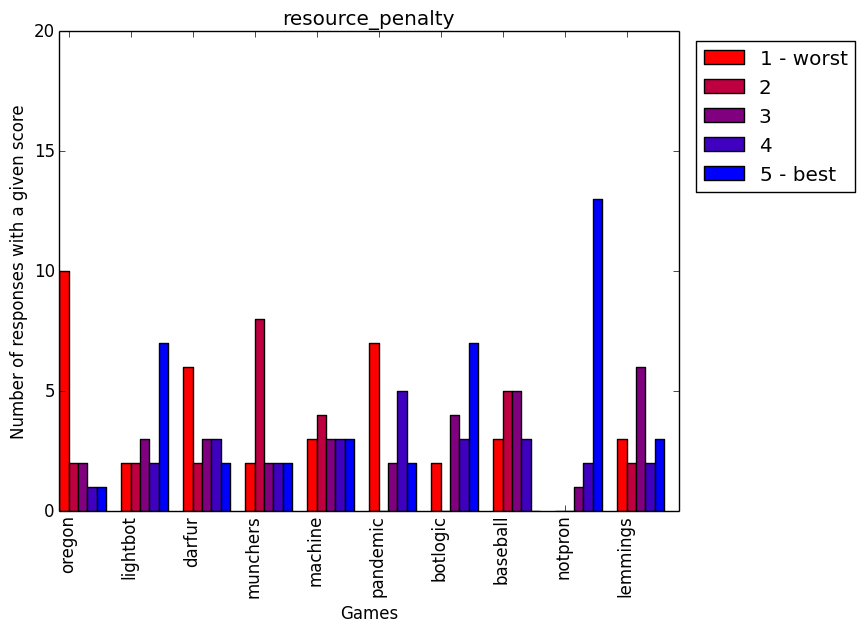 resource_penalty
20
15
10
5
0
Number of responses with a given score
oregon
lightbot
darfur
munchers
machine
pandemic
botlogic
baseball
notpron
lemmings
Games
1 - worst
2
3
4
5 - best